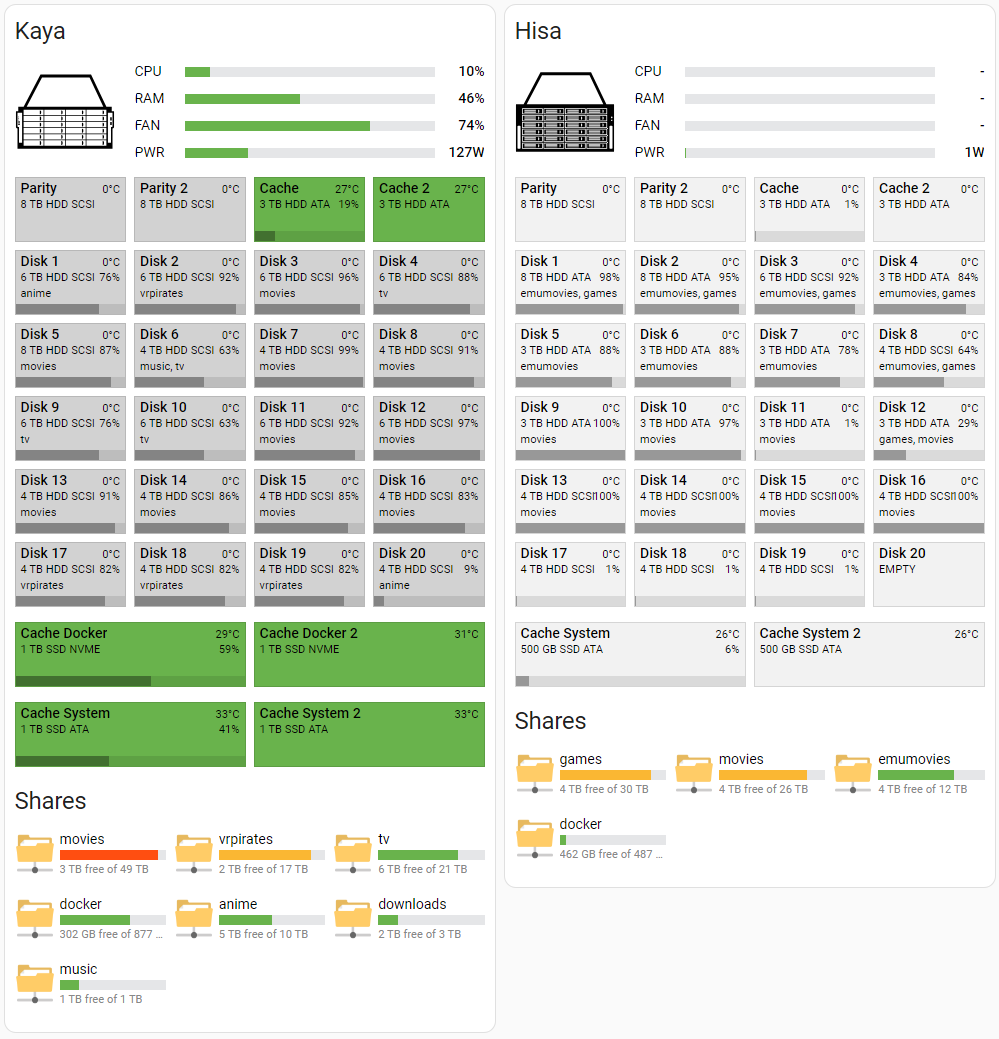 Kaya
CPU 10%
RAM 46%
FAN 74%
PWR 127W
Parity 0°C
8 TB HDD SCSI
Parity 2 0°C
8 TB HDD SCSI
Cache 27°C
3 TB HDD ATA 19%
Cache 2 27°C
3 TB HDD ATA
Disk 1 0°C
6 TB HDD SCSI 76%
anime
Disk 2 0°C
6 TB HDD SCSI 92%
vrpirates
Disk 3 0°C
6 TB HDD SCSI 96%
movies
Disk 4 0°C
6 TB HDD SCSI 88%
tv
Disk 5 0°C
8 TB HDD SCSI 87%
movies
Disk 6 0°C
4 TB HDD SCSI 63%
music, tv
Disk 7 0°C
4 TB HDD SCSI 99%
movies
Disk 8 0°C
4 TB HDD SCSI 91%
movies
Disk 9 0°C
6 TB HDD SCSI 76%
tv
Disk 10 0°C
6 TB HDD SCSI 63%
tv
Disk 11 0°C
6 TB HDD SCSI 92%
movies
Disk 12 0°C
6 TB HDD SCSI 97%
movies
Disk 13 0°C
4 TB HDD SCSI 91%
movies
Disk 14 0°C
4 TB HDD SCSI 86%
movies
Disk 15 0°C
4 TB HDD SCSI 85%
movies
Disk 16 0°C
4 TB HDD SCSI 83%
movies
Disk 17 0°C
4 TB HDD SCSI 82%
vrpirates
Disk 18 0°C
4 TB HDD SCSI 82%
vrpirates
Disk 19 0°C
4 TB HDD SCSI 82%
vrpirates
Disk 20 0°C
4 TB HDD SCSI 9%
anime
Cache Docker 29°C
1 TB SSD NVME 59%
Cache Docker 2 31°C
1 TB SSD NVME
Cache System 33°C
1 TB SSD ATA 41%
Cache System 2 33°C
1 TB SSD ATA
Shares
movies
3 TB free of 49 TB
vrpirates
2 TB free of 17 TB
tv
6 TB free of 21 TB
docker
302 GB free of 877 ...
anime
5 TB free of 10 TB
downloads
2 TB free of 3 TB
music
1 TB free of 1 TB
Hisa
CPU -
RAM -
FAN -
PWR 1W
Parity 0°C
8 TB HDD SCSI
Parity 2 0°C
8 TB HDD SCSI
Cache 0°C
3 TB HDD ATA 1%
Cache 2 0°C
3 TB HDD ATA
Disk 1 0°C
8 TB HDD ATA 98%
emumovies, games
Disk 2 0°C
8 TB HDD ATA 95%
emumovies, games
Disk 3 0°C
6 TB HDD SCSI 92%
emumovies, games
Disk 4 0°C
3 TB HDD ATA 84%
emumovies, games
Disk 5 0°C
3 TB HDD ATA 88%
emumovies
Disk 6 0°C
3 TB HDD ATA 88%
emumovies
Disk 7 0°C
3 TB HDD ATA 78%
emumovies
Disk 8 0°C
4 TB HDD SCSI 64%
emumovies, games
Disk 9 0°C
3 TB HDD ATA 100%
movies
Disk 10 0°C
3 TB HDD ATA 97%
movies
Disk 11 0°C
3 TB HDD ATA 1%
movies
Disk 12 0°C
3 TB HDD ATA 29%
games, movies
Disk 13 0°C
4 TB HDD SCSI 100%
movies
Disk 14 0°C
4 TB HDD SCSI 100%
movies
Disk 15 0°C
4 TB HDD SCSI 100%
movies
Disk 16 0°C
4 TB HDD SCSI 100%
movies
Disk 17 0°C
4 TB HDD SCSI 1%
Disk 18 0°C
4 TB HDD SCSI 1%
Disk 19 0°C
4 TB HDD SCSI 1%
Disk 20
EMPTY
Cache System 26°C
500 GB SSD ATA 6%
Cache System 2 26°C
500 GB SSD ATA
Shares
games
4 TB free of 30 TB
movies
4 TB free of 26 TB
emumovies
4 TB free of 12 TB
docker
462 GB free of 487 ...